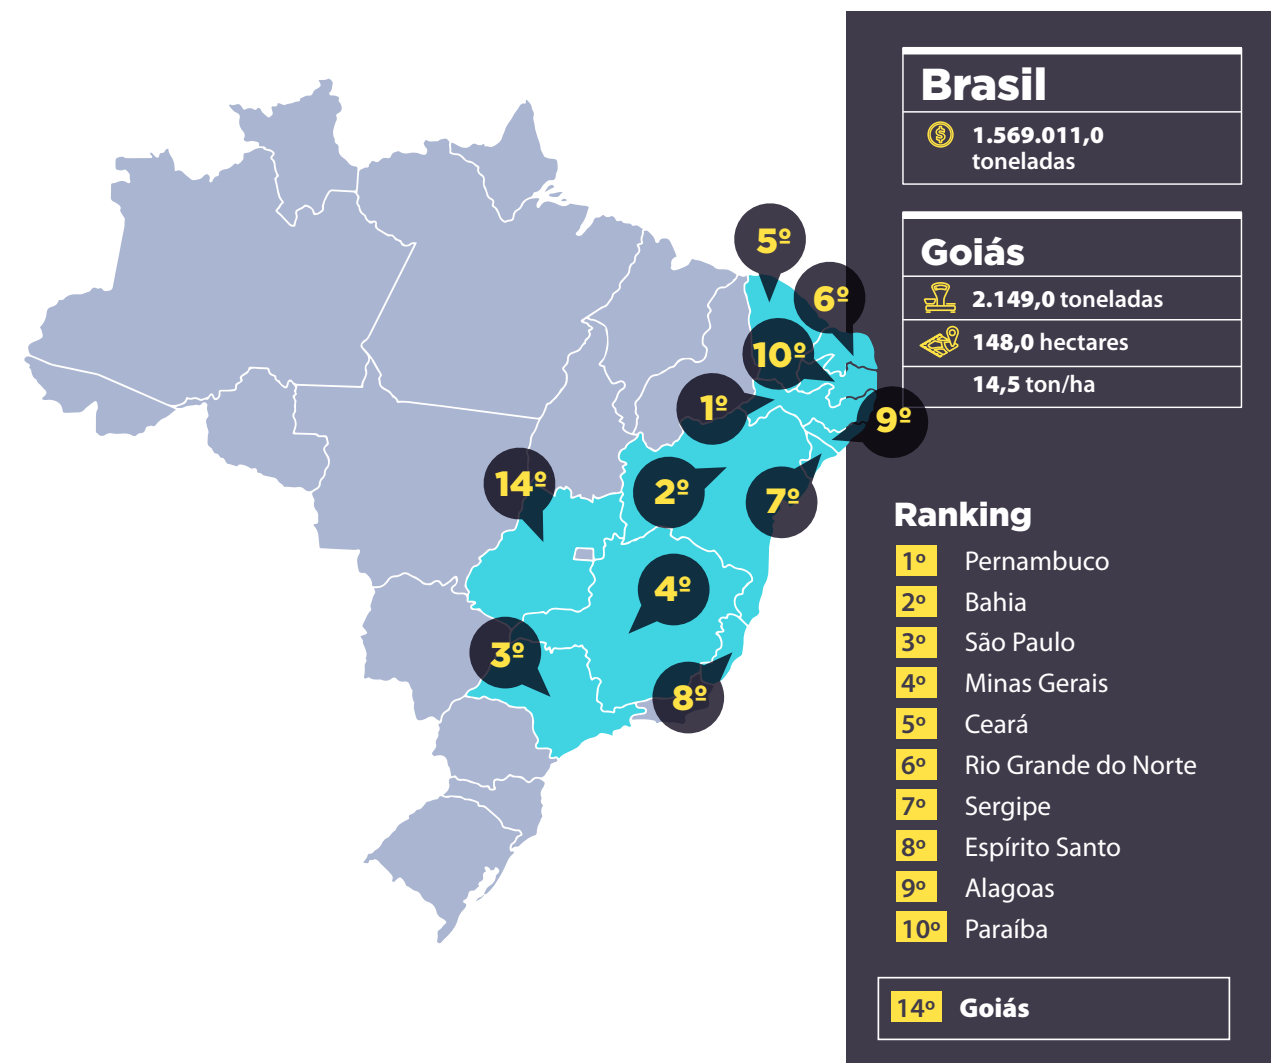 5º
6º
10º
1º
9º
14º
2º
7º
4º
3º
8º
Brasil
1.569.011,0
toneladas
Goiás
2.149,0 toneladas
148,0 hectares
14,5 ton/ha
Ranking
1º Pernambuco
2º Bahia
3º São Paulo
4º Minas Gerais
5º Ceará
6º Rio Grande do Norte
7º Sergipe
8º Espírito Santo
9º Alagoas
10º Paraíba
14º Goiás